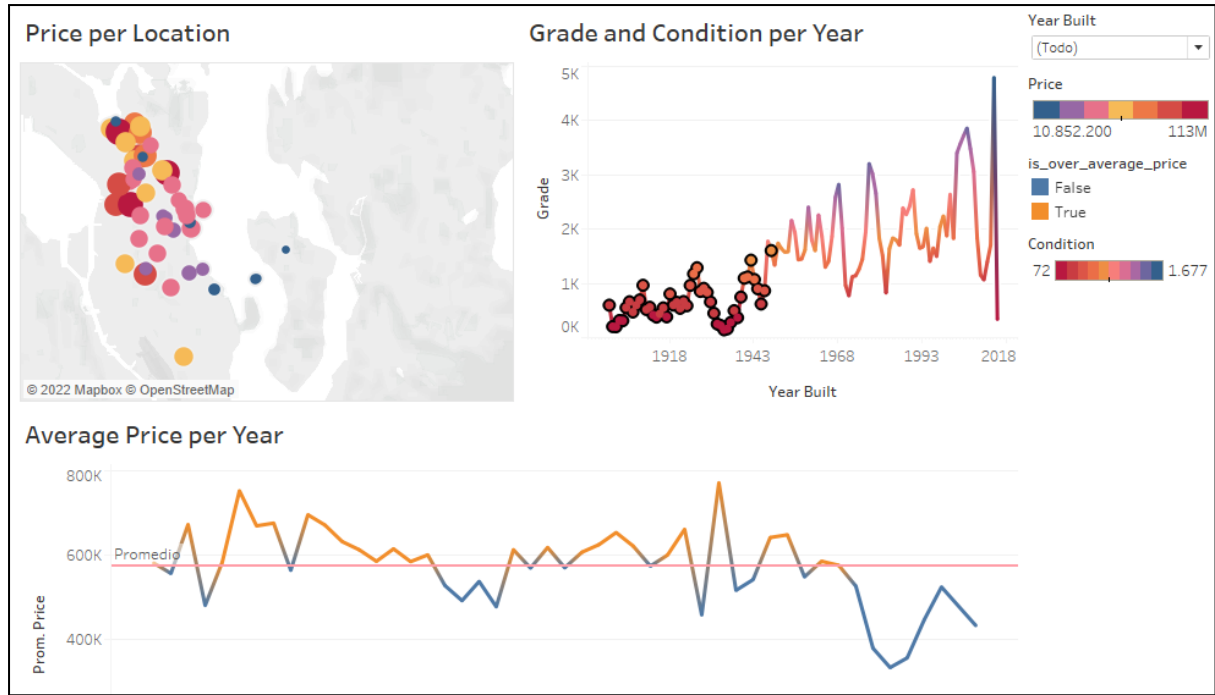 Price per Location
© 2022 Mapbox © OpenStreetMap
Grade and Condition per Year
5K
4K
3K
2K
1K
0K
Grade
1918 1943 1968 1993 2018
Year Built
Year Built
(Todo)
Price
10.852.200 113M
is_over_average_price
False
True
Condition
72 1.677
Average Price per Year
800K
600K
400K
Prom. Price
Promedio